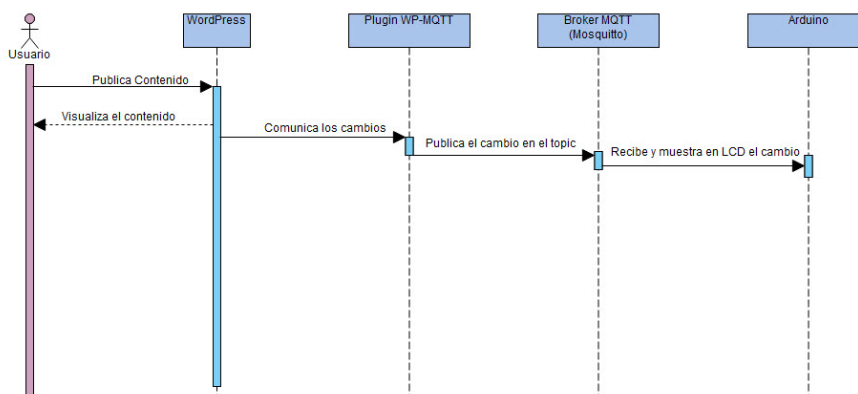 WordPress
Plugin WP-MQTT
Broker MQTT
(Mosquitto)
Arduino
Usuario
Publica Contenido
Visualiza el contenido
Comunica los cambios
Publica el cambio en el topic
Recibe y muestra en LCD el cambio